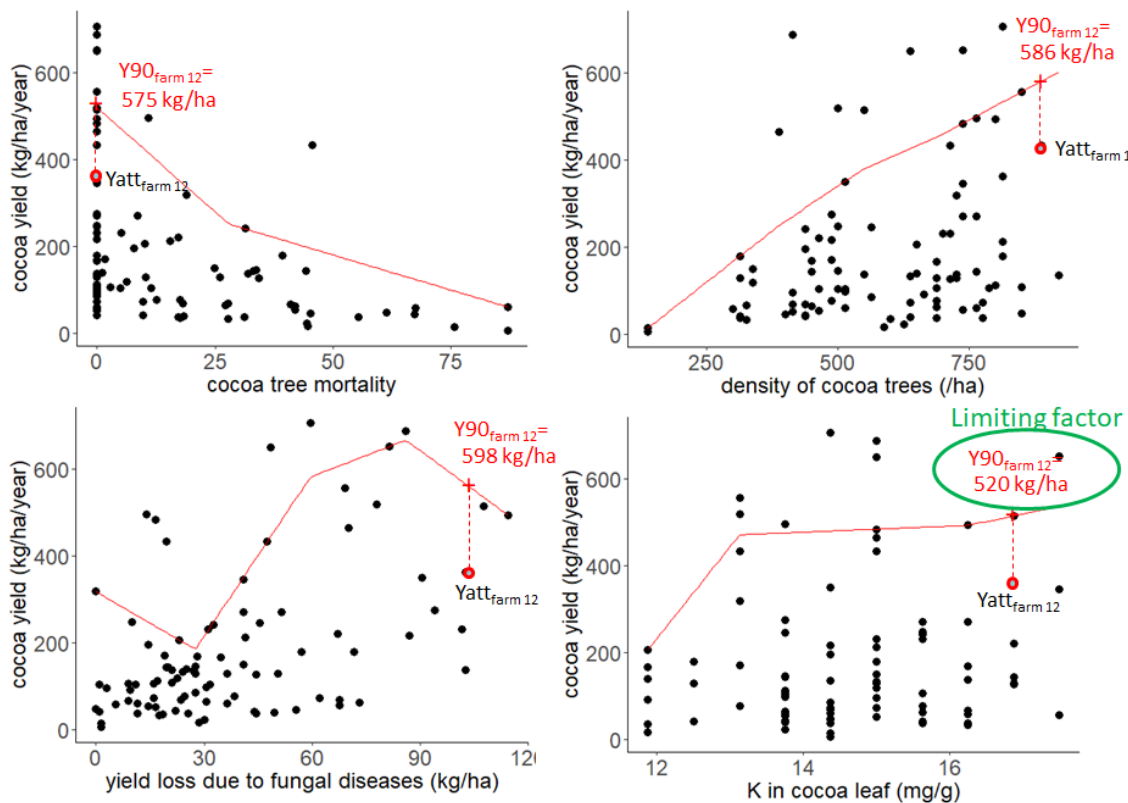 600
400
200
0
cocoa yield (kg/ha/year)
Y90farm 12=
575 kg/ha
Yattfarm 12
0
25
50
75
cocoa tree mortality
600
400
200
0
cocoa yield (kg/ha/year)
Y90farm 12=
586 kg/ha
Yattfarm 1
250
500
750
density of cocoa trees (/ha)
600
400
200
0
cocoa yield (kg/ha/year)
Y90farm 12=
598 kg/ha
Yattfarm 12
0
30
60
90
120
yield loss due to fungal diseases (kg/ha)
Limiting factor
600
400
200
0
cocoa yield (kg/ha/year)
Y90farm 12=
520 kg/ha
Yattfarm 12
12
14
16
K in cocoa leaf (mg/g)